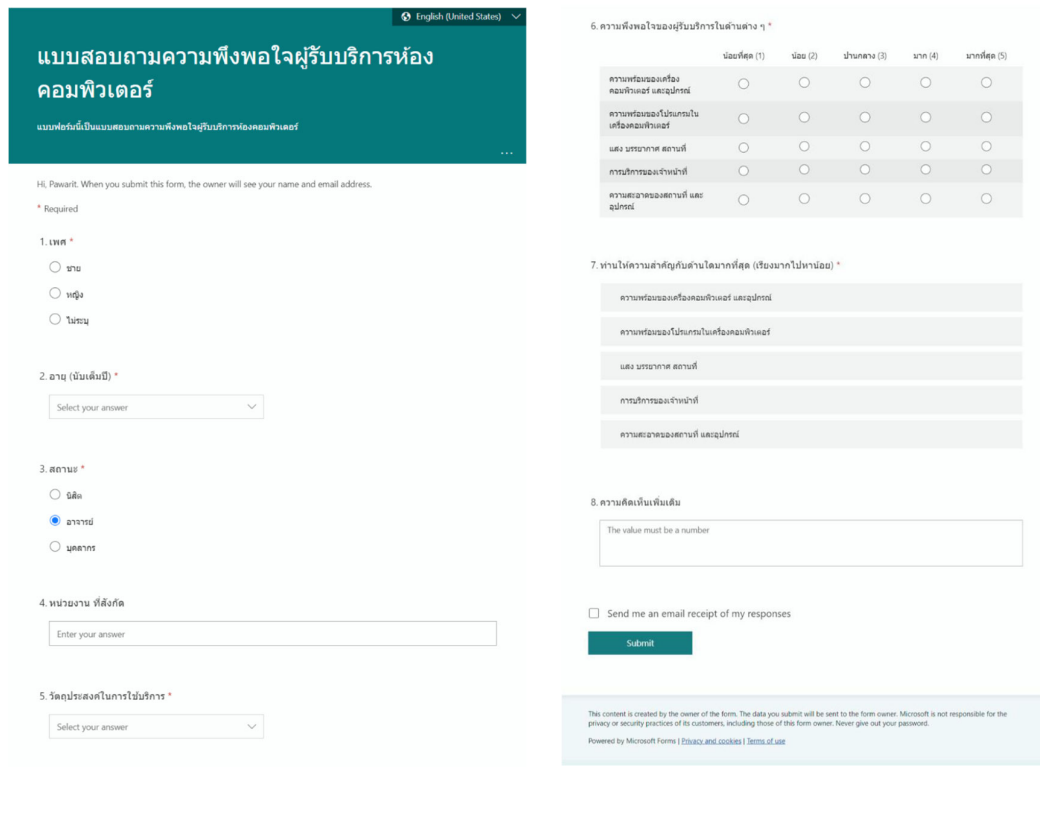 English (United States)
แบบสอบถามความพึงพอใจผู้รับบริการห้อง
คอมพิวเตอร์
แบบฟอร์มนี้เป็นแบบสอบถามความพึงพอใจผู้รับบริการห้องคอมพิวเตอร์
...
Hi, Pawarit. When you submit this form, the owner will see your name and email address.
* Required
1. เพศ *
ชาย
หญิง
ไม่ระบุ
2. อายุ (นับเต็มปี) *
Select your answer
3. สถานะ *
นิสิต
อาจารย์
บุคลากร
4. หน่วยงาน ที่สังกัด
Enter your answer
5. วัตถุประสงค์ในการใช้บริการ *
Select your answer
6. ความพึงพอใจของผู้รับบริการในด้านต่าง ๆ *
น้อยที่สุด (1) น้อย (2) ปานกลาง (3) มาก (4) มากที่สุด (5)
ความพร้อมของเครื่อง
คอมพิวเตอร์ และอุปกรณ์
ความพร้อมของโปรแกรมใน
เครื่องคอมพิวเตอร์
แสง บรรยากาศ สถานที่
การบริการของเจ้าหน้าที่
ความสะอาดของสถานที่ และ
อุปกรณ์
7. ท่านให้ความสำคัญกับด้านใดมากที่สุด (เรียงมากไปหาน้อย) *
ความพร้อมของเครื่องคอมพิวเตอร์ และอุปกรณ์
ความพร้อมของโปรแกรมในเครื่องคอมพิวเตอร์
แสง บรรยากาศ สถานที่
การบริการของเจ้าหน้าที่
ความสะอาดของสถานที่ และอุปกรณ์
8. ความคิดเห็นเพิ่มเติม
The value must be a number
Send me an email receipt of my responses
Submit
This content is created by the owner of the form. The data you submit will be sent to the form owner. Microsoft is not responsible for the
privacy or security practices of its customers, including those of this form owner. Never give out your password.
Powered by Microsoft Forms | Privacy and cookies | Terms of use